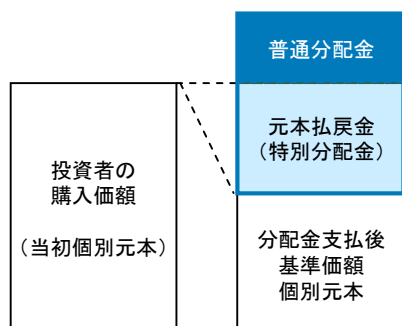 普通分配金
元本払戻金
（特別分配金）
投資者の
購入価額
（当初個別元本）
分配金支払後
基準価額
個別元本